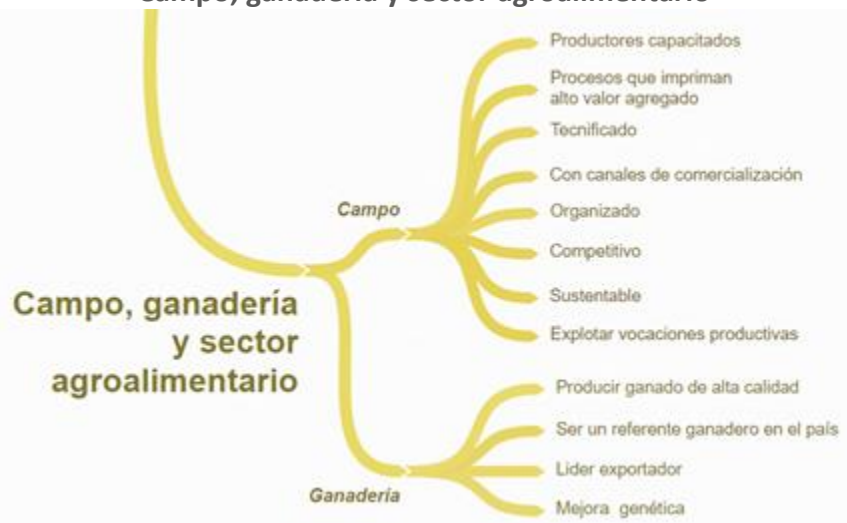 Campo, ganadería y sector agroalimentario
Productores capacitados
Procesos que impriman
alto valor agregado
Tecnificado
Con canales de comercialización
Campo
Organizado
Competitivo
Sustentable
Explotar vocaciones productivas
Campo, ganadería
y sector
agroalimentario
Producir ganado de alta calidad
Ser un referente ganadero en el país
Lider exportador
Ganadería
Mejora genética